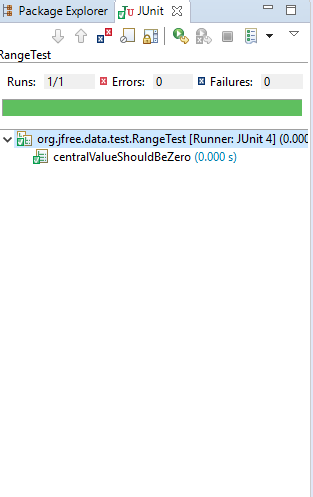 Package Explorer JUnit
RangeTest
Runs: 1/1 Errors: 0 Failures: 0
org.jfree.data.test.RangeTest [Runner: JUnit 4] (0.000
centralValueShouldBeZero (0.000 s)